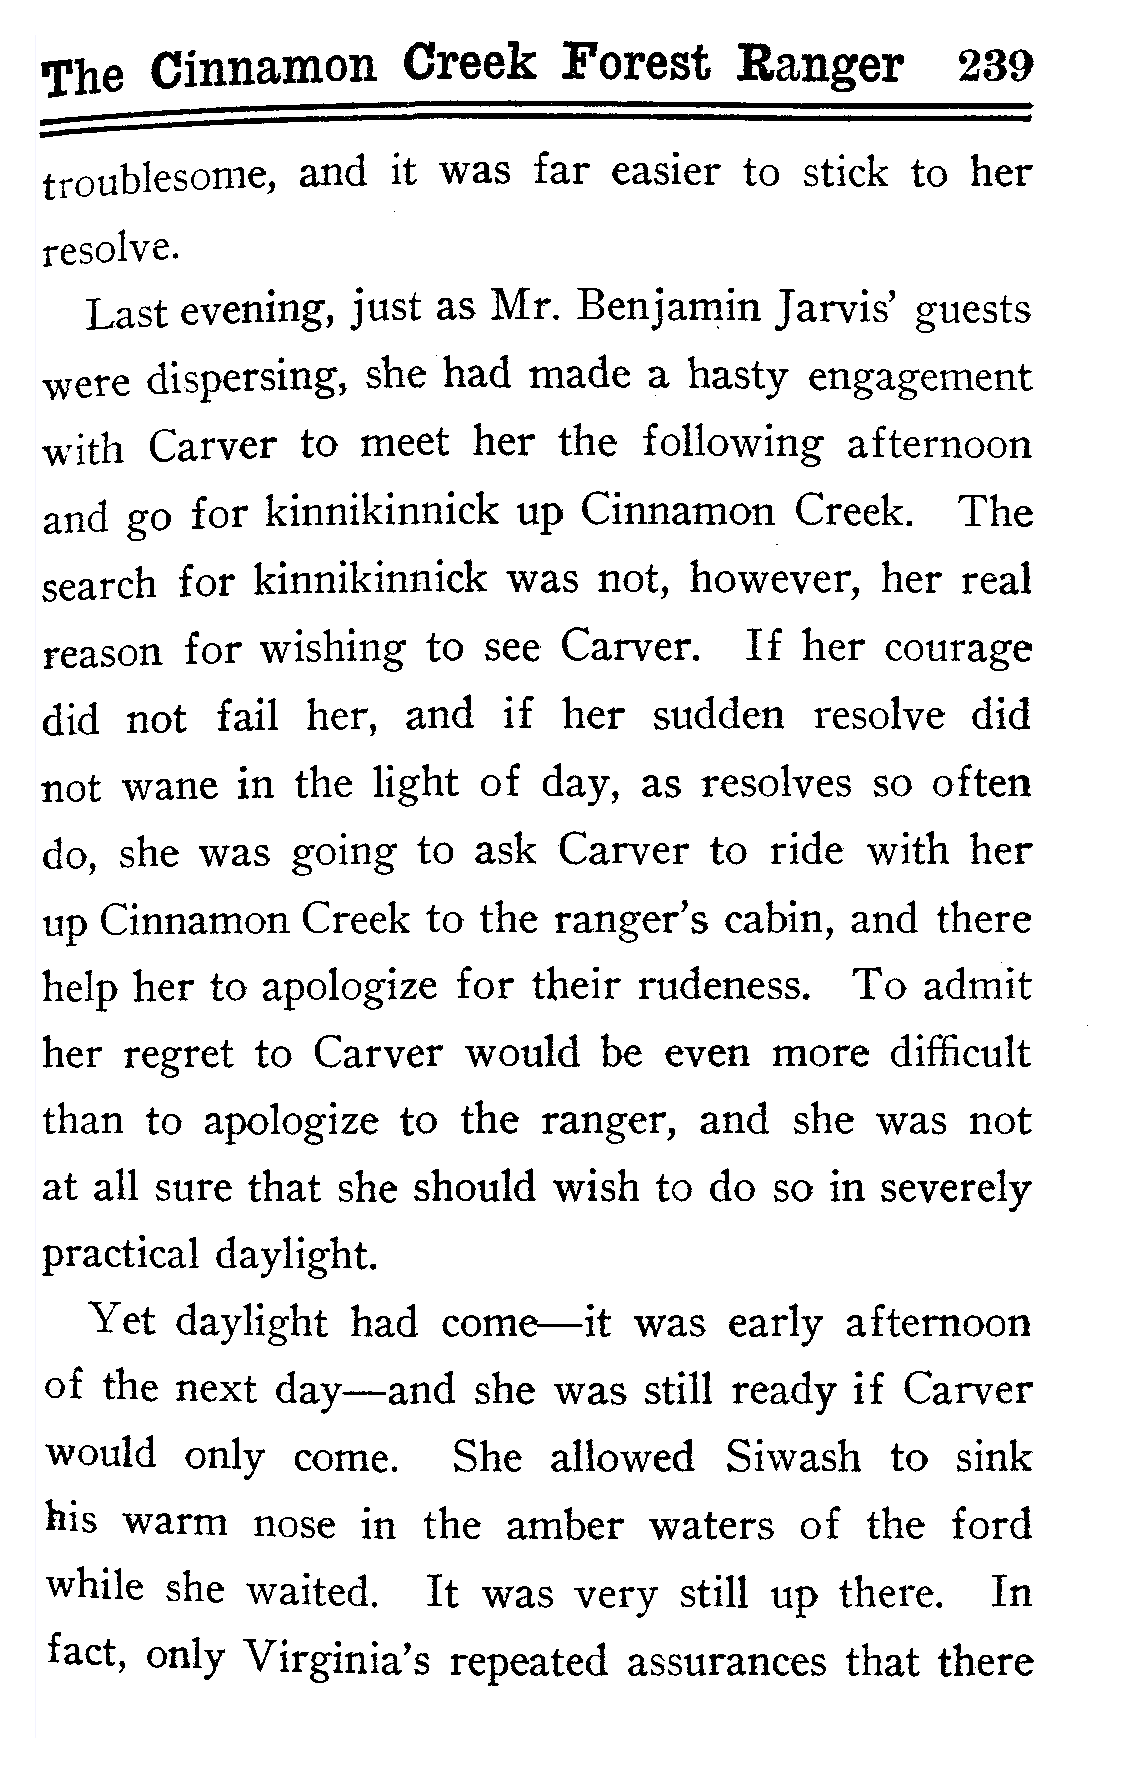 The Cinnamon Creek Forest Ranger 239
troublesome, and it was far easier to stick to her
resolve.
Last evening, just as Mr. Benjamin Jarvis’ guests
were dispersing, she had made a hasty engagement
with Carver to meet her the following afternoon
and go for kinnikinnick up Cinnamon Creek. The
search for kinnikinnick was not, however, her real
reason for wishing to see Carver. If her courage
did not fail her, and if her sudden resolve did
not wane in the light of day, as resolves so often
do, she was going to ask Carver to ride with her
up Cinnamon Creek to the ranger’s cabin, and there
help her to apologize for their rudeness. To admit
her regret to Carver would be even more difficult
than to apologize to the ranger, and she was not
at all sure that she should wish to do so in severely
practical daylight.
Yet daylight had come—it was early afternoon
of the next day—and she was still ready if Carver
would only come. She allowed Siwash to sink
his warm nose in the amber waters of the ford
while she waited. It was very still up there. In
fact, only Virginia’s repeated assurances that there